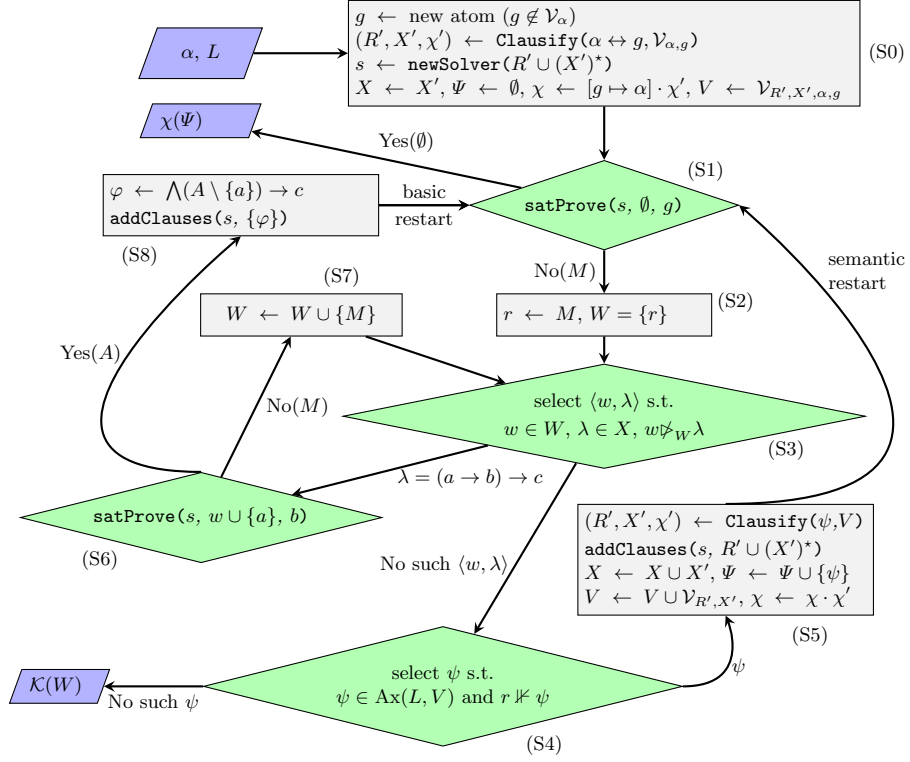 g ← new atom (g ∉ 𝒱_α)
(R′, X′, χ′) ← Clausify(α ↔ g, 𝒱_{α,g})
s ← newSolver(R′ ∪ (X′)⋆)
X ← X′, Ψ ← ∅, χ ← [g ↦ α] · χ′, V ← 𝒱_{R′,X′,α,g}
(S0)
α, L
χ(Ψ)
Yes(∅)
(S1)
satProve(s, ∅, g)
φ ← ⋀(A \ {a}) → c
addClauses(s, {φ})
(S8)
basic
restart
semantic
restart
No(M)
(S7)
(S2)
W ← W ∪ {M}
r ← M, W = {r}
Yes(A)
No(M)
select ⟨w, λ⟩ s.t.
w ∈ W, λ ∈ X, w ⋫_W λ
(S3)
λ = (a → b) → c
satProve(s, w ∪ {a}, b)
(S6)
No such ⟨w, λ⟩
(R′, X′, χ′) ← Clausify(ψ,V)
addClauses(s, R′ ∪ (X′)⋆)
X ← X ∪ X′, Ψ ← Ψ ∪ {ψ}
V ← V ∪ 𝒱_{R′,X′}, χ ← χ · χ′
(S5)
select ψ s.t.
ψ ∈ Ax(L, V) and r ⊮ ψ
(S4)
ψ
𝒦(W)
No such ψ